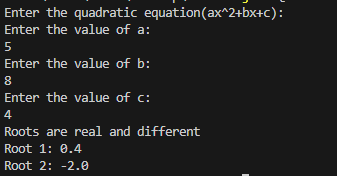 Enter the quadratic equation(ax^2+bx+c):
Enter the value of a:
5
Enter the value of b:
8
Enter the value of c:
4
Roots are real and different
Root 1: 0.4
Root 2: -2.0